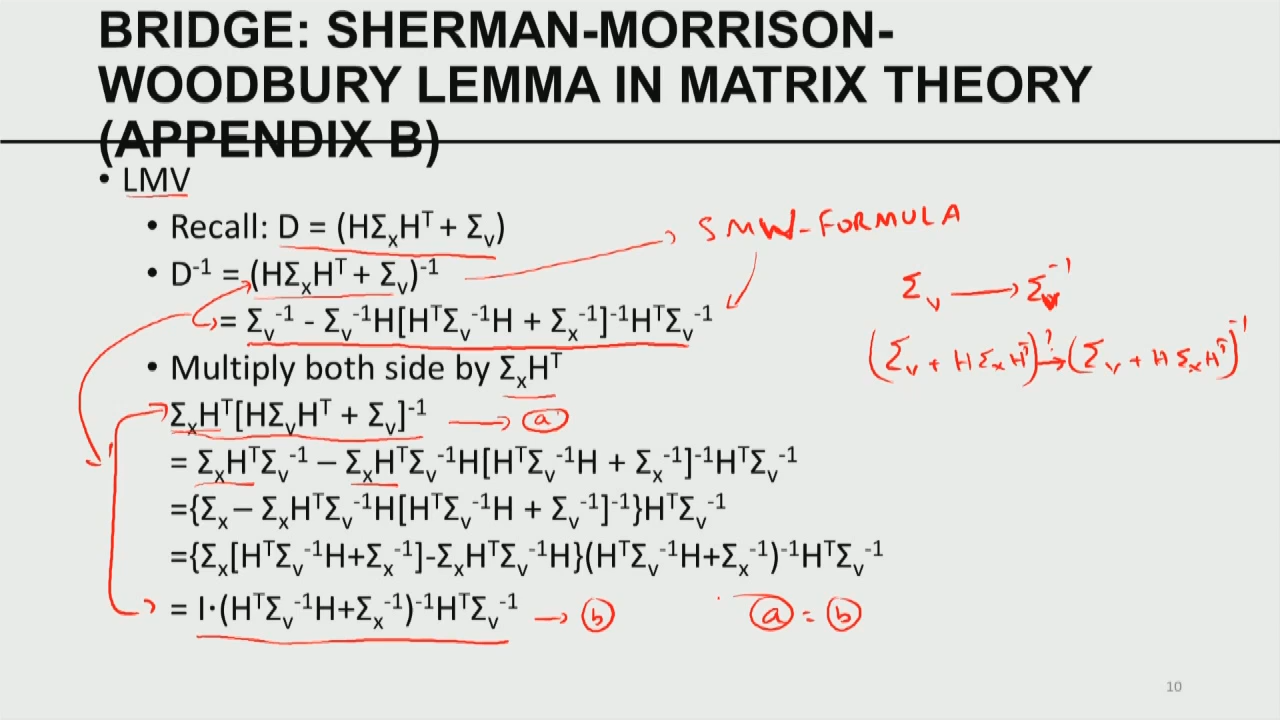 BRIDGE: SHERMAN-MORRISON-
WOODBURY LEMMA IN MATRIX THEORY
(APPENDIX B)
• LMV
• Recall: D = (HΣₓHᵀ + Σᵥ)
SMW-FORMULA
• D⁻¹ = (HΣₓHᵀ + Σᵥ)⁻¹
Σᵥ → Σᵥ⁻¹
= Σᵥ⁻¹ - Σᵥ⁻¹H[HᵀΣᵥ⁻¹H + Σₓ⁻¹]⁻¹HᵀΣᵥ⁻¹
(Σᵥ + HΣₓHᵀ) →? (Σᵥ + HΣₓHᵀ)⁻¹
• Multiply both side by ΣₓHᵀ
ΣₓHᵀ[HΣᵥHᵀ + Σᵥ]⁻¹ → ⓐ
= ΣₓHᵀΣᵥ⁻¹ – ΣₓHᵀΣᵥ⁻¹H[HᵀΣᵥ⁻¹H + Σₓ⁻¹]⁻¹HᵀΣᵥ⁻¹
={Σₓ – ΣₓHᵀΣᵥ⁻¹H[HᵀΣᵥ⁻¹H + Σᵥ⁻¹]⁻¹}HᵀΣᵥ⁻¹
={Σₓ[HᵀΣᵥ⁻¹H+Σₓ⁻¹]-ΣₓHᵀΣᵥ⁻¹H}(HᵀΣᵥ⁻¹H+Σₓ⁻¹)⁻¹HᵀΣᵥ⁻¹
= I·(HᵀΣᵥ⁻¹H+Σₓ⁻¹)⁻¹HᵀΣᵥ⁻¹ → ⓑ
ⓐ = ⓑ
10